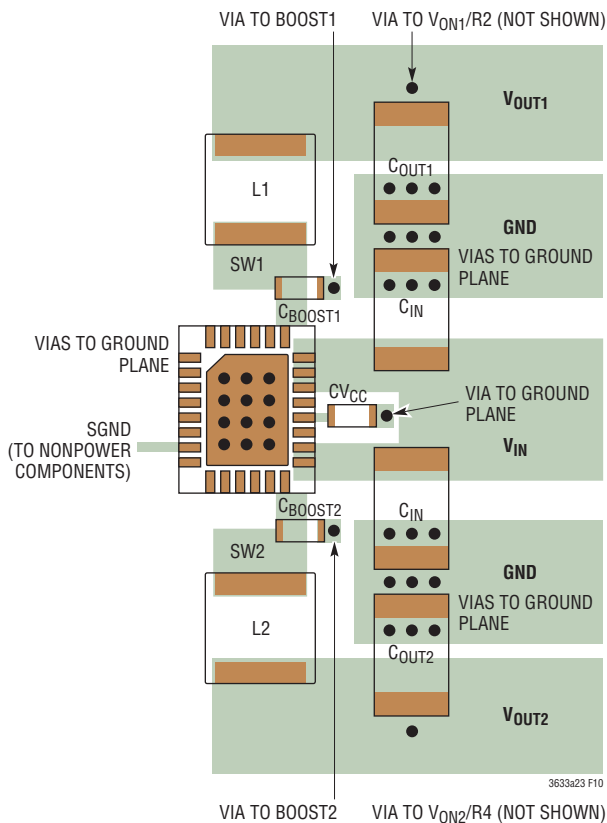 VIA TO BOOST1
VIA TO VON1/R2 (NOT SHOWN)
VOUT1
COUT1
L1
GND
VIAS TO GROUND
PLANE
SW1
CBOOST1
CIN
VIAS TO GROUND
PLANE
CVCC
VIA TO GROUND
PLANE
SGND
(TO NONPOWER
COMPONENTS)
VIN
CBOOST2
CIN
SW2
GND
VIAS TO GROUND
PLANE
L2
COUT2
VOUT2
3633a23 F10
VIA TO BOOST2
VIA TO VON2/R4 (NOT SHOWN)